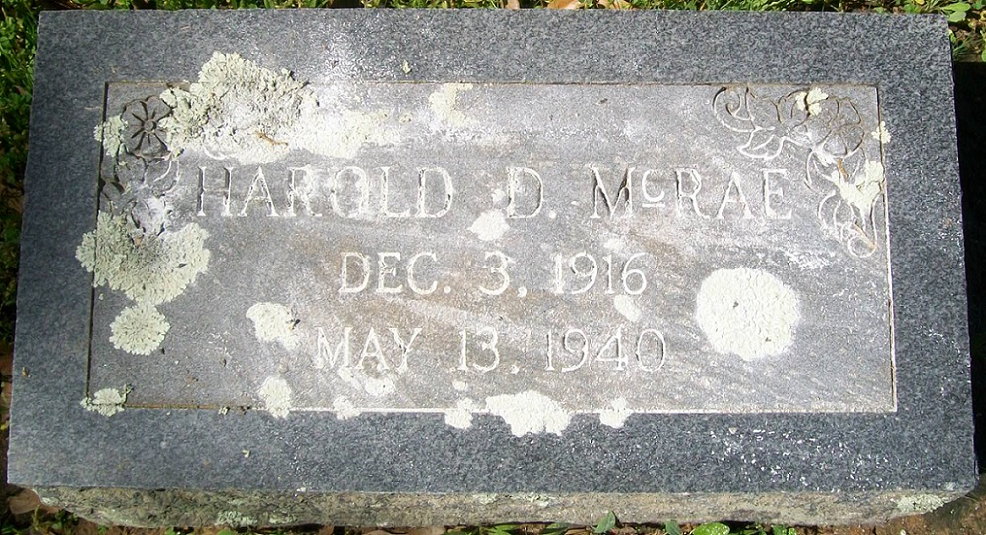 HAROLD D. McRAE
DEC. 3, 1916
MAY 13, 1940